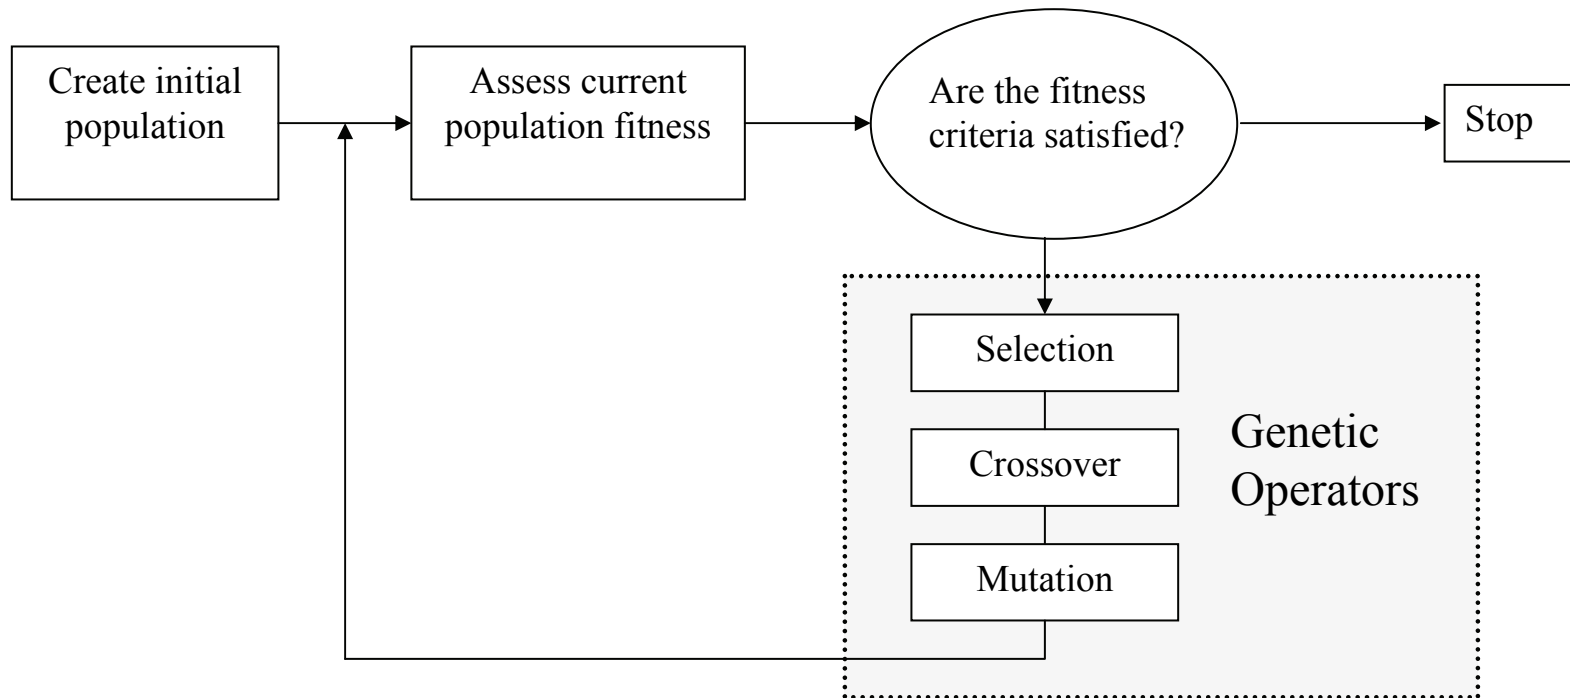 Create initial
population
Assess current
population fitness
Are the fitness
criteria satisfied?
Stop
Selection
Crossover
Mutation
Genetic
Operators